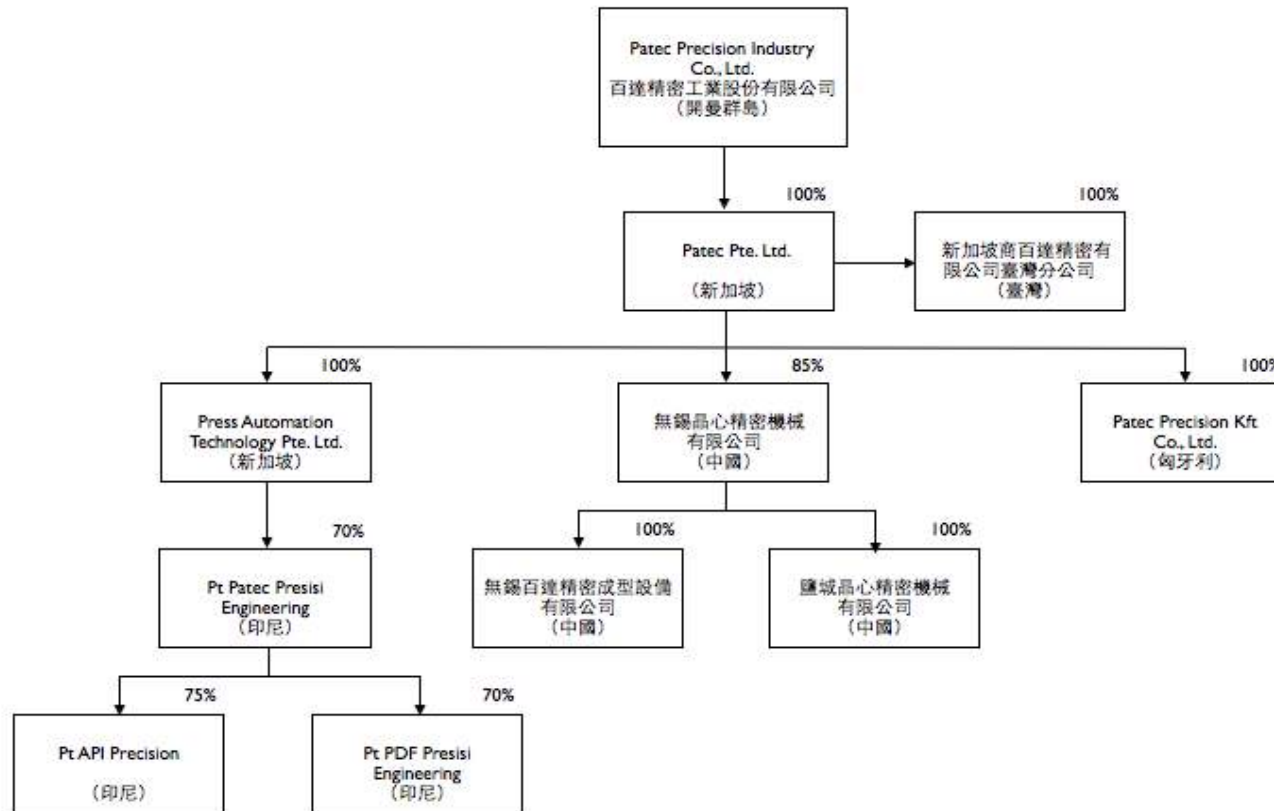 Patec Precision Industry
Co., Ltd.
百達精密工業股份有限公司
（開曼群島）
100%
100%
Patec Pte. Ltd.
（新加坡）
新加坡商百達精密有
限公司臺灣分公司
（臺灣）
100%
85%
100%
Press Automation
Technology Pte. Ltd.
（新加坡）
無錫晶心精密機械
有限公司
（中國）
Patec Precision Kft
Co., Ltd.
（匈牙利）
70%
100%
100%
Pt Patec Presisi
Engineering
（印尼）
無錫百達精密成型設備
有限公司
（中國）
鹽城晶心精密機械
有限公司
（中國）
75%
70%
Pt API Precision
（印尼）
Pt PDF Presisi
Engineering
（印尼）